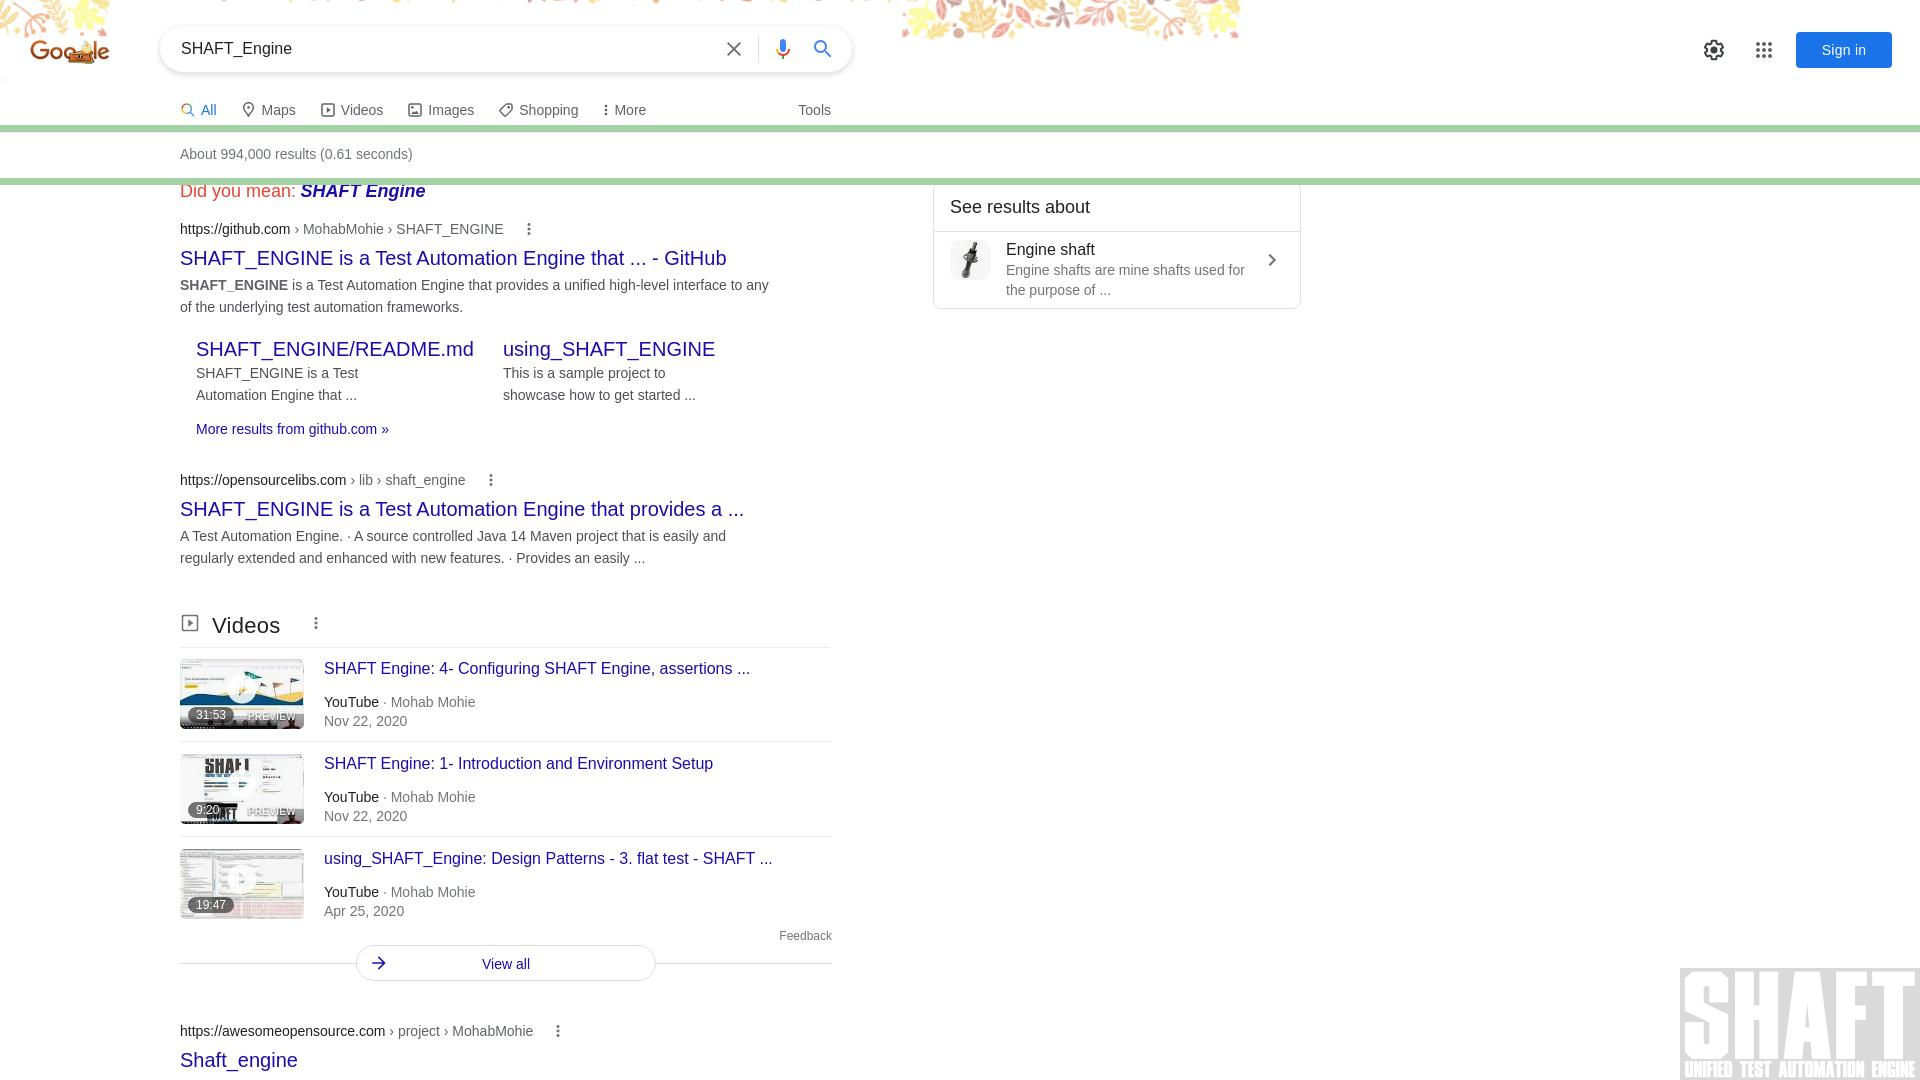 Google
SHAFT_Engine
Sign in
All
Maps
Videos
Images
Shopping
More
Tools
About 994,000 results (0.61 seconds)
Did you mean: SHAFT Engine
See results about
Engine shaft
Engine shafts are mine shafts used for
the purpose of ...
https://github.com › MohabMohie › SHAFT_ENGINE
SHAFT_ENGINE is a Test Automation Engine that ... - GitHub
SHAFT_ENGINE is a Test Automation Engine that provides a unified high-level interface to any
of the underlying test automation frameworks.
SHAFT_ENGINE/README.md
SHAFT_ENGINE is a Test
Automation Engine that ...
using_SHAFT_ENGINE
This is a sample project to
showcase how to get started ...
More results from github.com »
https://opensourcelibs.com › lib › shaft_engine
SHAFT_ENGINE is a Test Automation Engine that provides a ...
A Test Automation Engine. · A source controlled Java 14 Maven project that is easily and
regularly extended and enhanced with new features. · Provides an easily ...
Videos
31:53
PREVIEW
SHAFT Engine: 4- Configuring SHAFT Engine, assertions ...
YouTube · Mohab Mohie
Nov 22, 2020
SHAFT
9:20
PREVIEW
SHAFT Engine: 1- Introduction and Environment Setup
YouTube · Mohab Mohie
Nov 22, 2020
19:47
using_SHAFT_Engine: Design Patterns - 3. flat test - SHAFT ...
YouTube · Mohab Mohie
Apr 25, 2020
Feedback
View all
https://awesomeopensource.com › project › MohabMohie
Shaft_engine
SHAFT
UNIFIED TEST AUTOMATION ENGINE